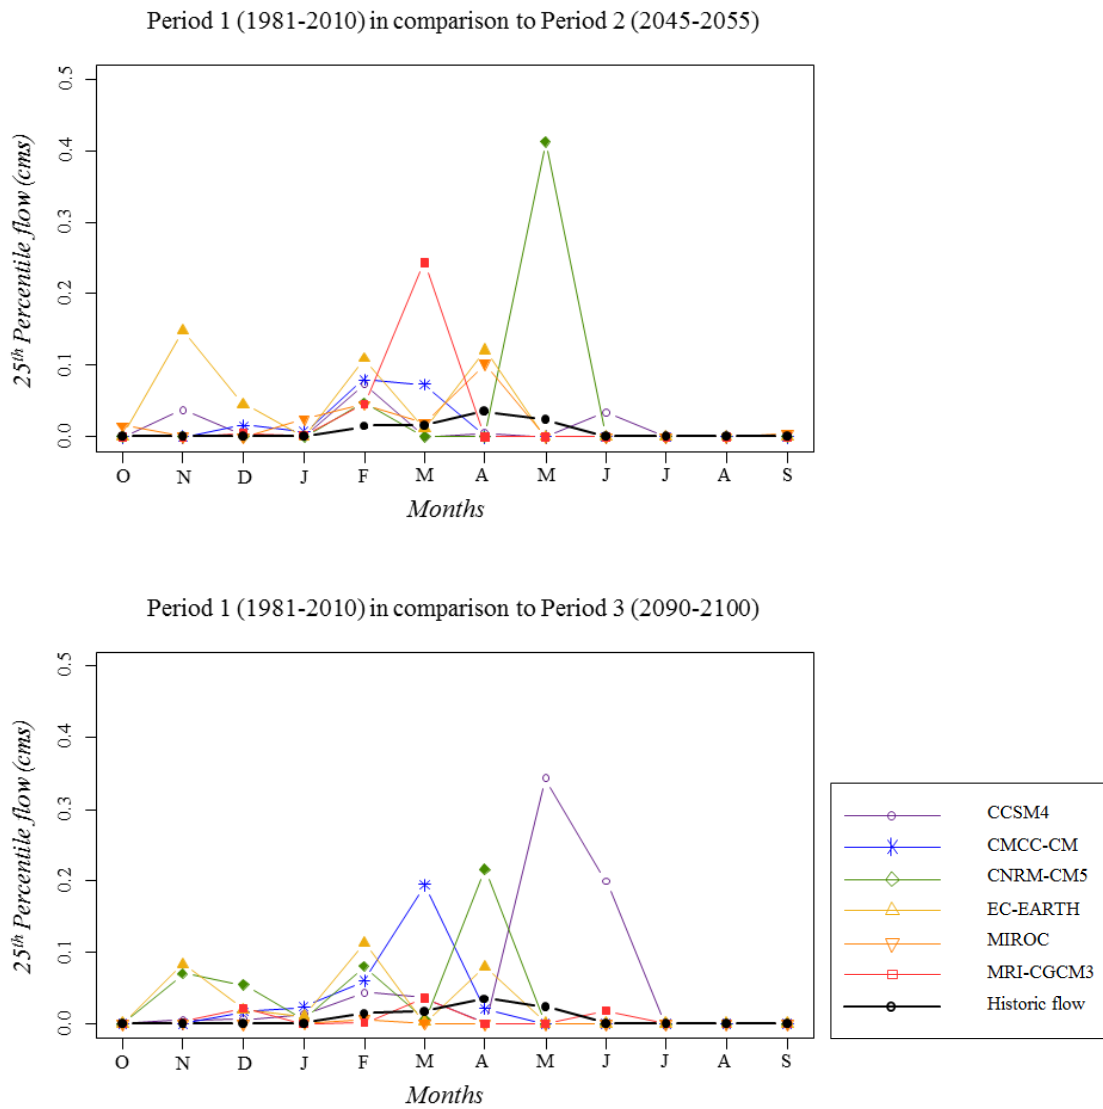 Period 1 (1981-2010) in comparison to Period 2 (2045-2055)
25th Percentile flow (cms)
0.5
0.4
0.3
0.2
0.1
0.0
O N D J F M A M J J A S
Months
Period 1 (1981-2010) in comparison to Period 3 (2090-2100)
25th Percentile flow (cms)
0.5
0.4
0.3
0.2
0.1
0.0
O N D J F M A M J J A S
Months
CCSM4
CMCC-CM
CNRM-CM5
EC-EARTH
MIROC
MRI-CGCM3
Historic flow